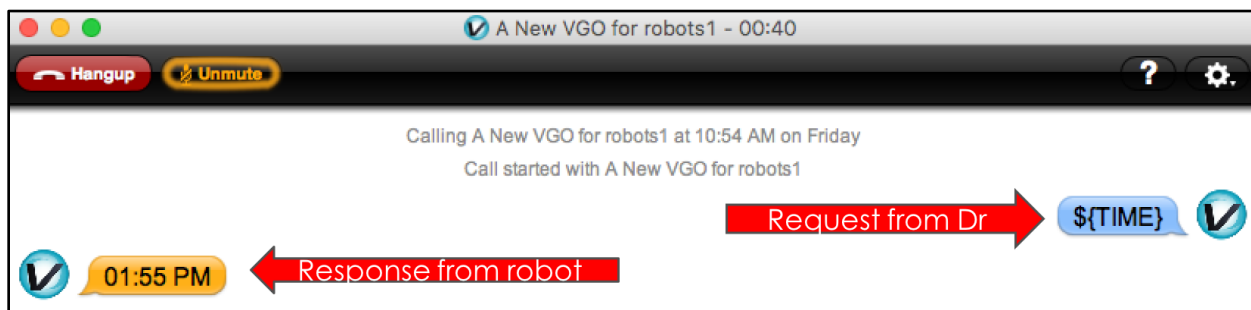 A New VGO for robots1 - 00:40
Hangup
Unmute
?
Calling A New VGO for robots1 at 10:54 AM on Friday
Call started with A New VGO for robots1
Request from Dr
${TIME}
01:55 PM
Response from robot